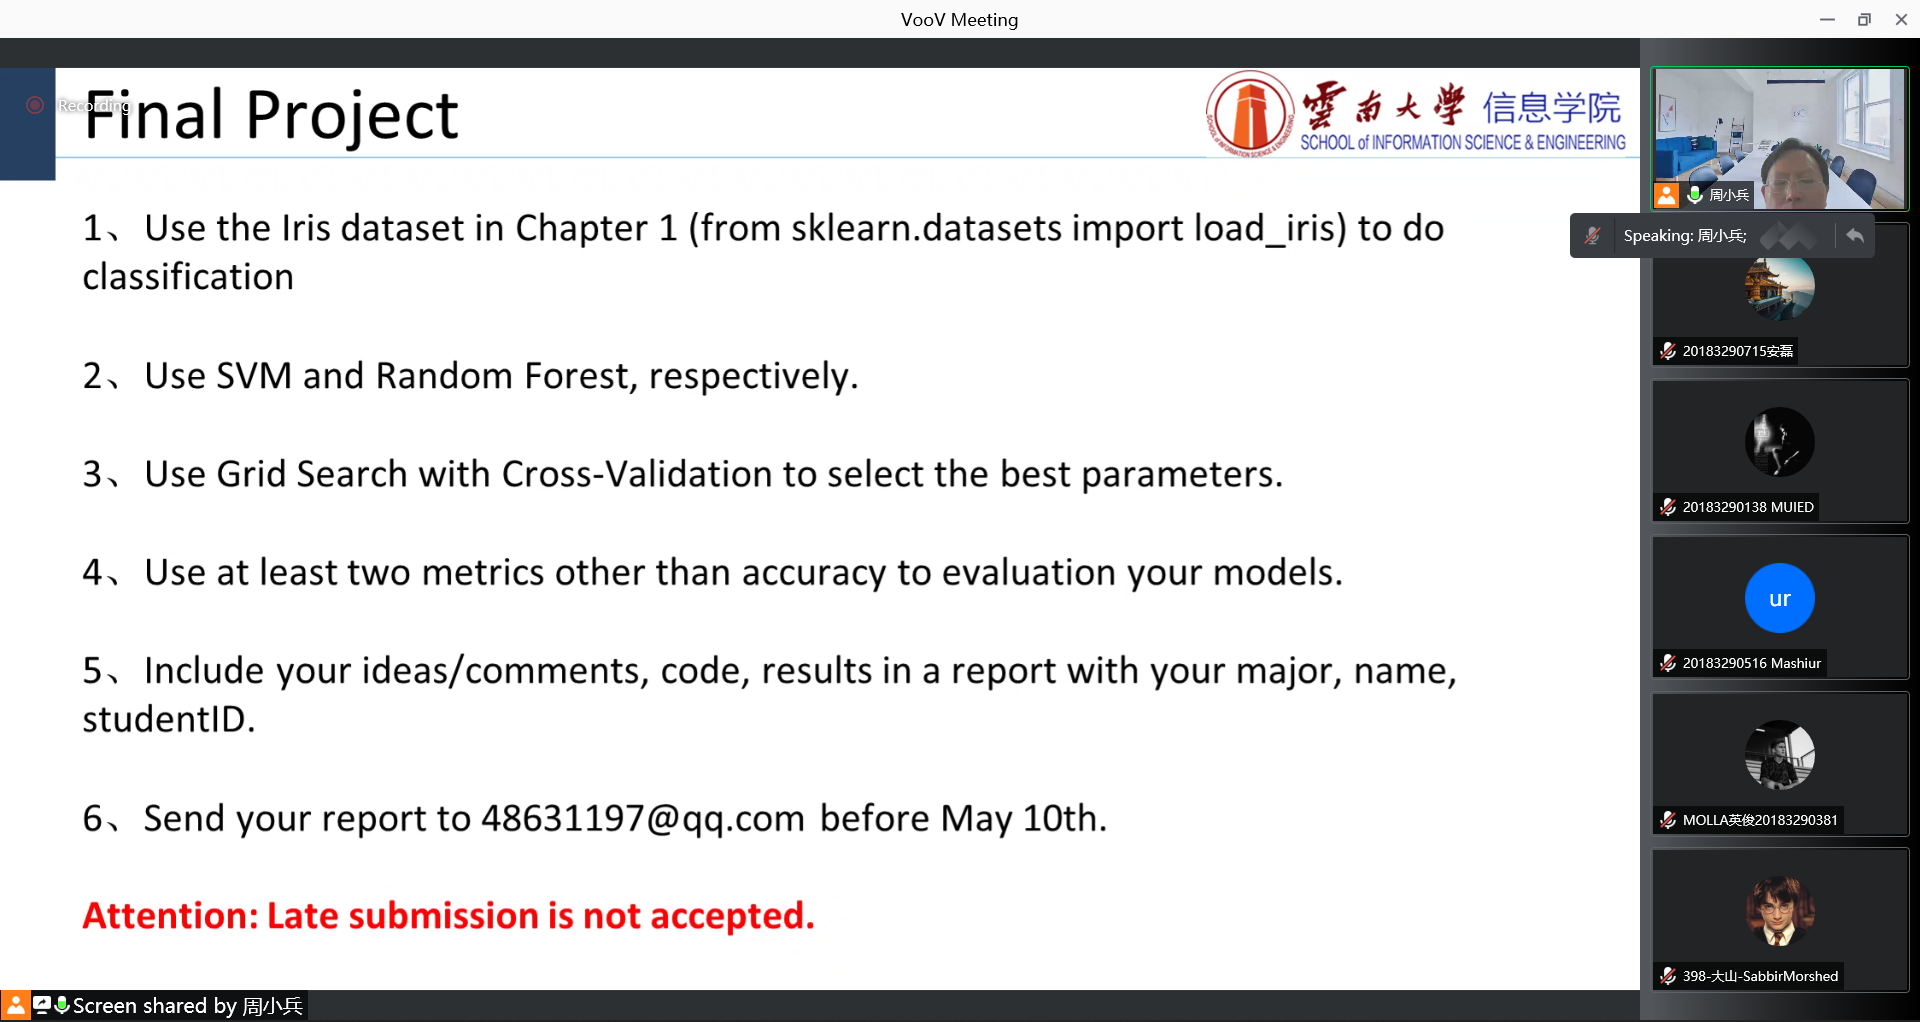 VooV Meeting
Recording
Final Project
雲南大學 信息学院
SCHOOL of INFORMATION SCIENCE & ENGINEERING
1、Use the Iris dataset in Chapter 1 (from sklearn.datasets import load_iris) to do
classification
2、Use SVM and Random Forest, respectively.
3、Use Grid Search with Cross-Validation to select the best parameters.
4、Use at least two metrics other than accuracy to evaluation your models.
5、Include your ideas/comments, code, results in a report with your major, name,
studentID.
6、Send your report to 48631197@qq.com before May 10th.
Attention: Late submission is not accepted.
Screen shared by 周小兵
周小兵
Speaking: 周小兵;
20183290715安磊
20183290138 MUIED
ur
20183290516 Mashiur
MOLLA英俊20183290381
398-大山-SabbirMorshed